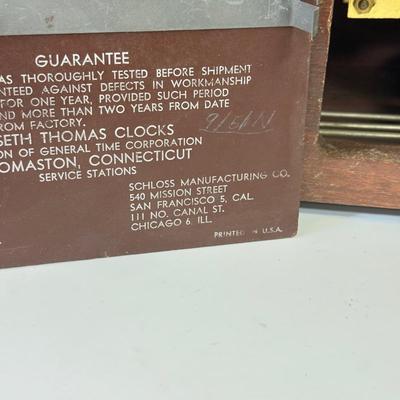 GUARANTEE
AS THOROUGHLY TESTED BEFORE SHIPMENT
NTEED AGAINST DEFECTS IN WORKMANSHIP
FOR ONE YEAR, PROVIDED SUCH PERIOD
ND MORE THAN TWO YEARS FROM DATE
FROM FACTORY.
SETH THOMAS CLOCKS
ON OF GENERAL TIME CORPORATION
OMASTON, CONNECTICUT
SERVICE STATIONS
SCHLOSS MANUFACTURING CO.
540 MISSION STREET
SAN FRANCISCO 5, CAL.
111 NO. CANAL ST.
CHICAGO 6, ILL.
PRINTED IN U.S.A.